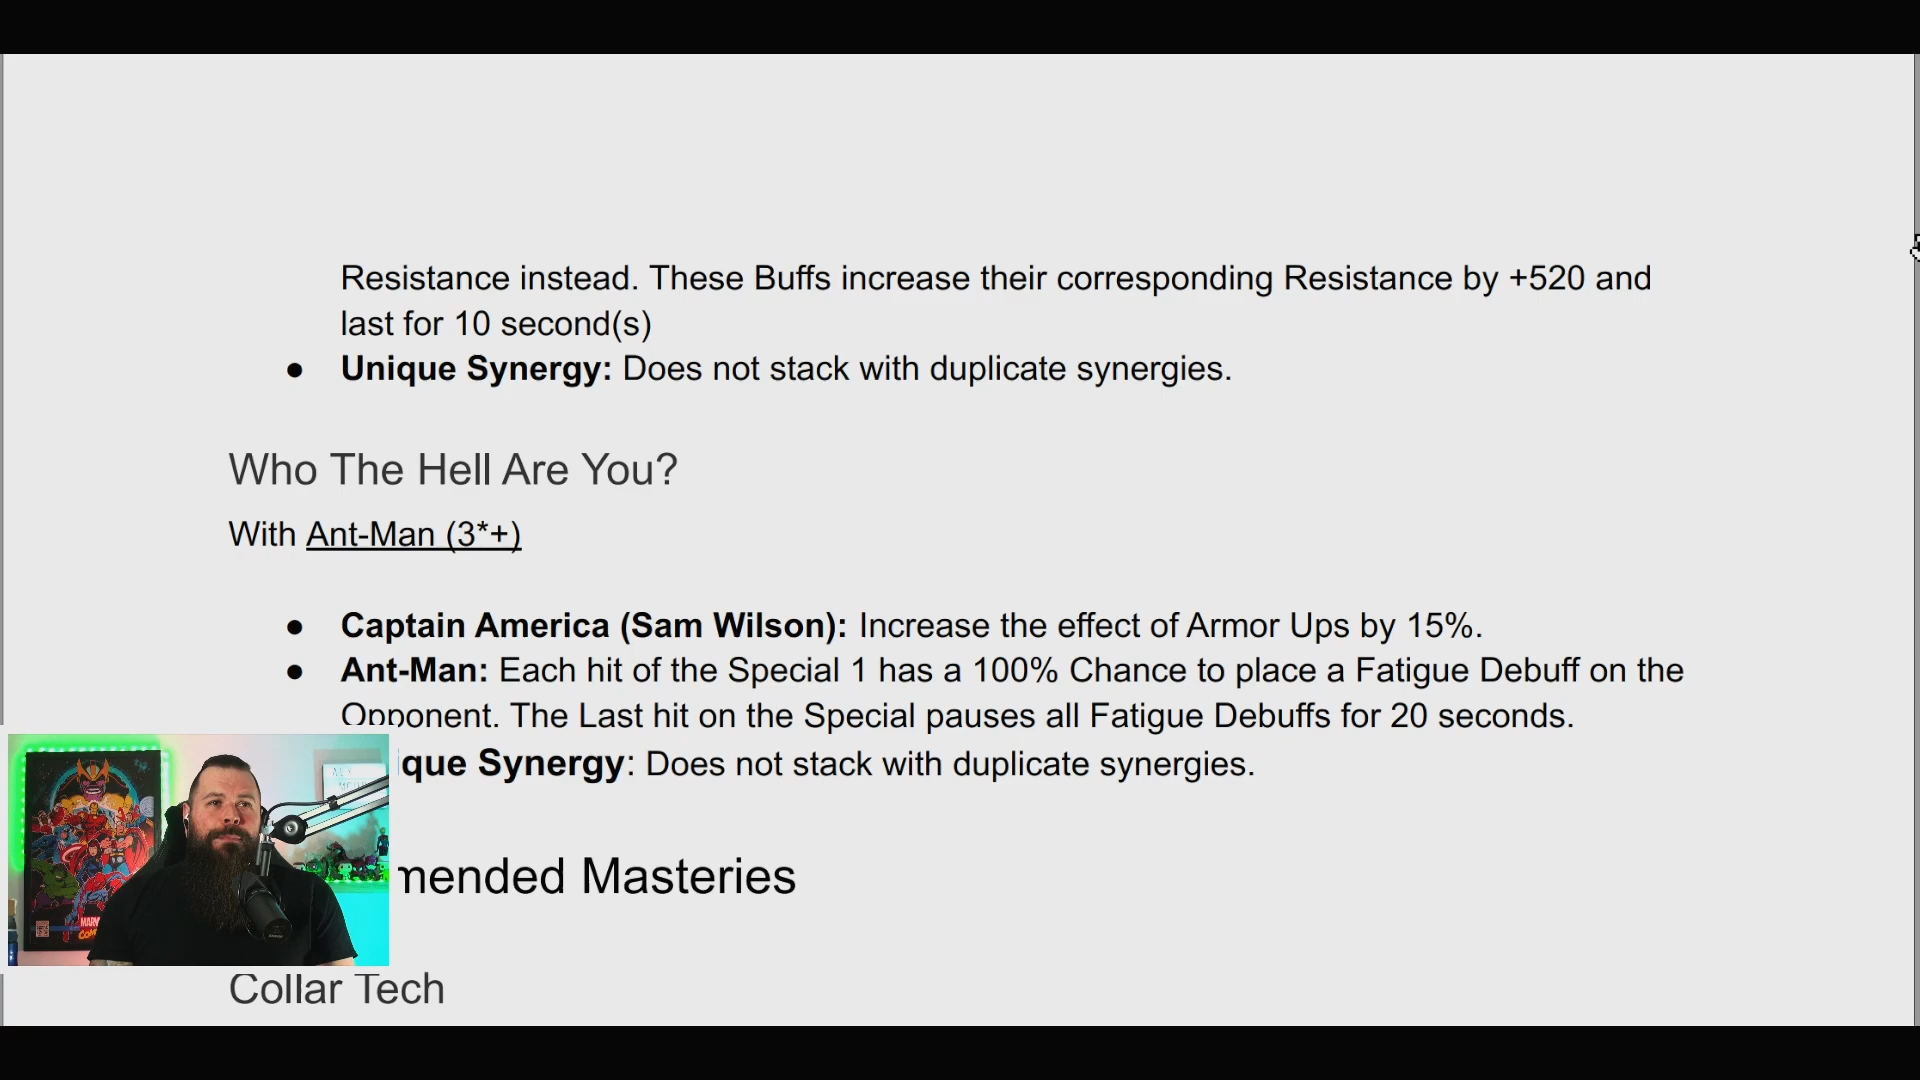 Resistance instead. These Buffs increase their corresponding Resistance by +520 and
last for 10 second(s)
● Unique Synergy: Does not stack with duplicate synergies.
Who The Hell Are You?
With Ant-Man (3*+)
● Captain America (Sam Wilson): Increase the effect of Armor Ups by 15%.
● Ant-Man: Each hit of the Special 1 has a 100% Chance to place a Fatigue Debuff on the
Opponent. The Last hit on the Special pauses all Fatigue Debuffs for 20 seconds.
que Synergy: Does not stack with duplicate synergies.
mended Masteries
Collar Tech